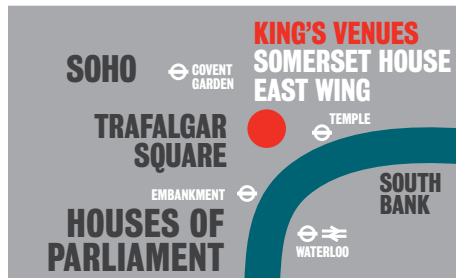 KING'S VENUES
SOMERSET HOUSE
EAST WING
SOHO
COVENT
GARDEN
TRAFALGAR
SQUARE
TEMPLE
EMBANKMENT
SOUTH
BANK
HOUSES OF
PARLIAMENT
WATERLOO